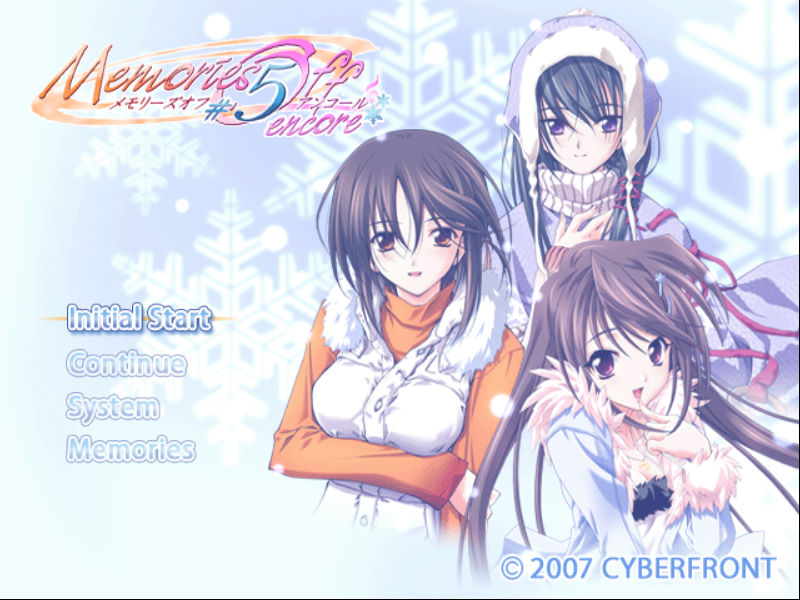 Memories Off
メモリーズオフ #5 アンコール
encore
Initial Start
Continue
System
Memories
© 2007 CYBERFRONT